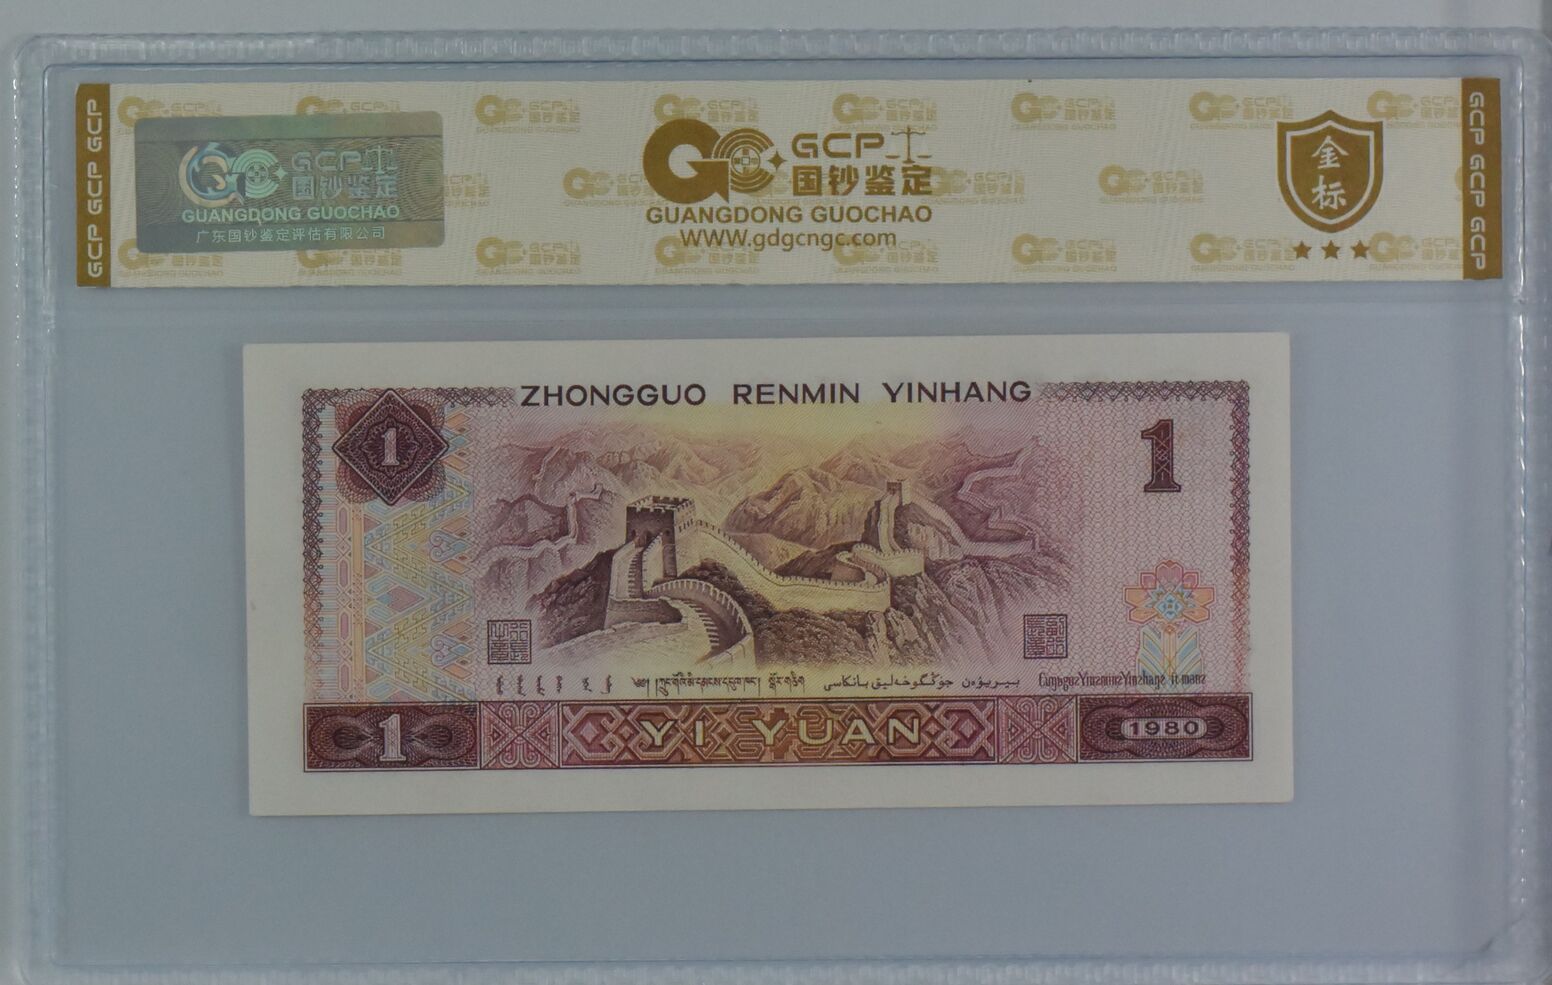 GCP GCP GCP
GCP
国钞鉴定
GUANGDONG GUOCHAO
广东国钞鉴定评估有限公司
GCP
国钞鉴定
GUANGDONG GUOCHAO
WWW.gdgcngc.com
金标
GCP GCP GCP
ZHONGGUO RENMIN YINHANG
1
1
1
YI YUAN
1980